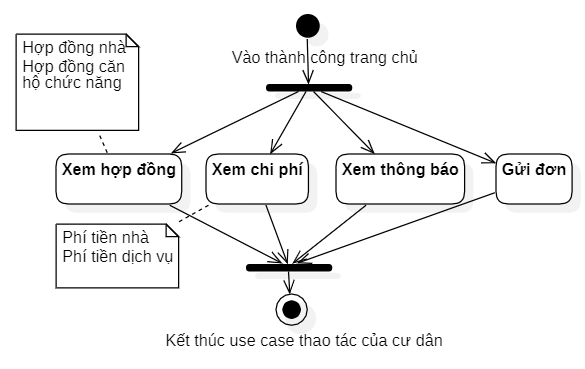 Vào thành công trang chủ
Hợp đồng nhà
Hợp đồng căn
hộ chức năng
Xem hợp đồng
Xem chi phí
Xem thông báo
Gửi đơn
Phí tiền nhà
Phí tiền dịch vụ
Kết thúc use case thao tác của cư dân